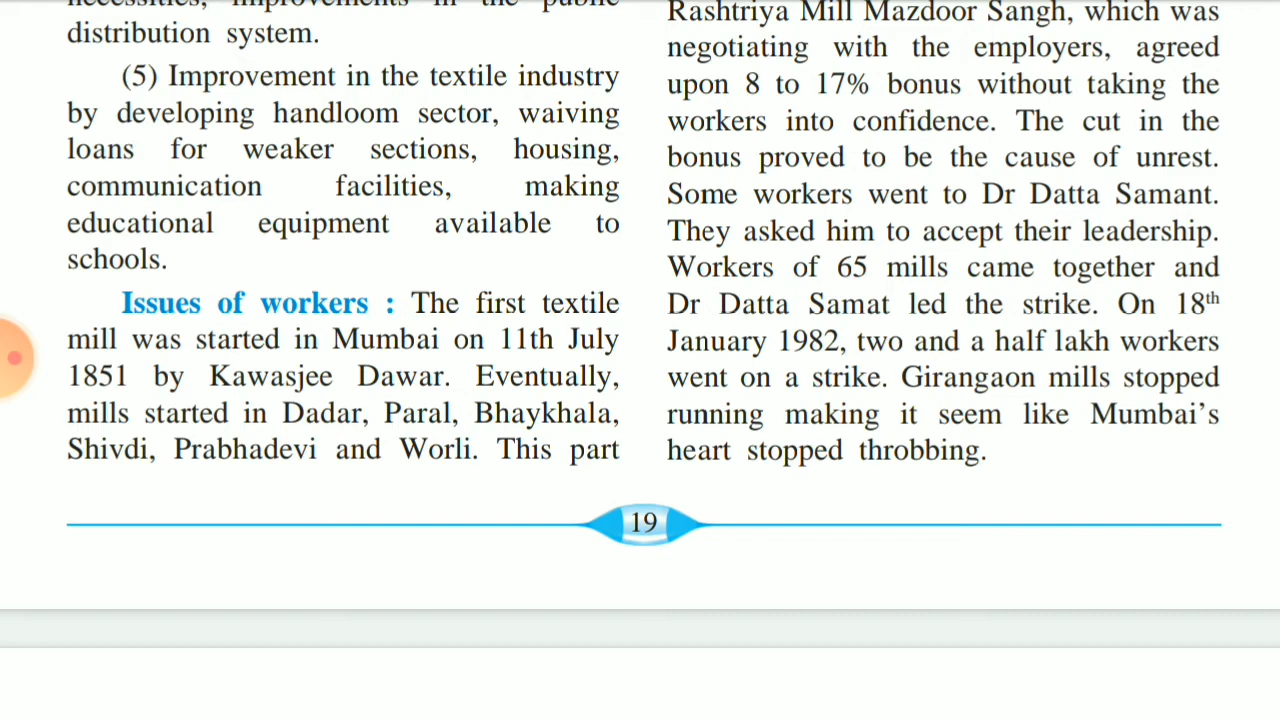 necessities, improvements in the public
distribution system.
(5) Improvement in the textile industry
by developing handloom sector, waiving
loans for weaker sections, housing,
communication facilities, making
educational equipment available to
schools.
Issues of workers : The first textile
mill was started in Mumbai on 11th July
1851 by Kawasjee Dawar. Eventually,
mills started in Dadar, Paral, Bhaykhala,
Shivdi, Prabhadevi and Worli. This part
Rashtriya Mill Mazdoor Sangh, which was
negotiating with the employers, agreed
upon 8 to 17% bonus without taking the
workers into confidence. The cut in the
bonus proved to be the cause of unrest.
Some workers went to Dr Datta Samant.
They asked him to accept their leadership.
Workers of 65 mills came together and
Dr Datta Samat led the strike. On 18th
January 1982, two and a half lakh workers
went on a strike. Girangaon mills stopped
running making it seem like Mumbai's
heart stopped throbbing.
19